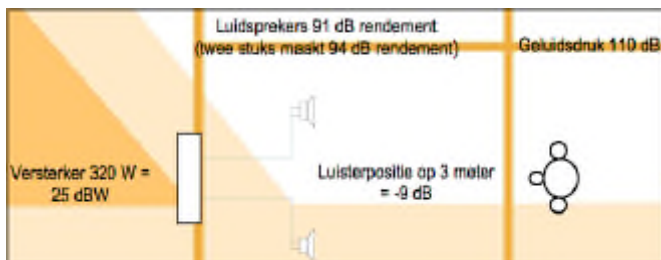 Luidsprekers 91 dB rendement
(twee stuks maakt 94 dB rendement)
Geluidsdruk 110 dB
Versterker 320 W =
25 dBW
Luisterpositie op 3 meter
= -9 dB